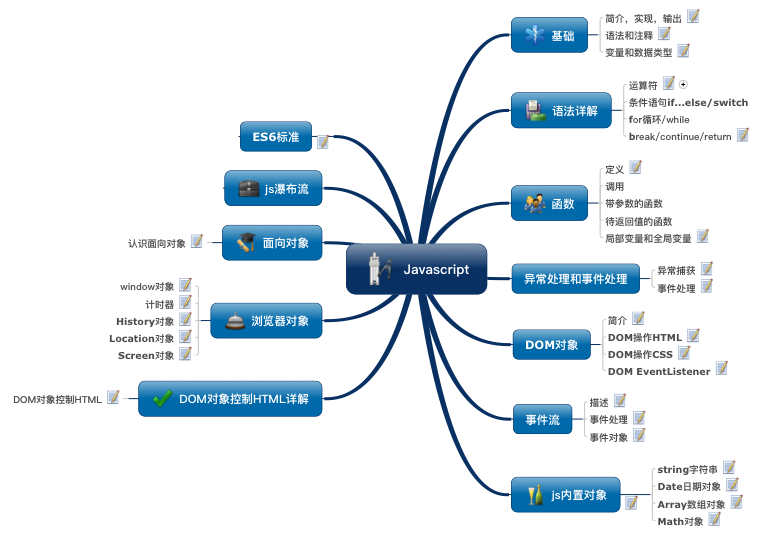 Javascript
基础
简介，实现，输出
语法和注释
变量和数据类型
语法详解
运算符
条件语句if...else/switch
for循环/while
break/continue/return
函数
定义
调用
带参数的函数
待返回值的函数
局部变量和全局变量
异常处理和事件处理
异常捕获
事件处理
DOM对象
简介
DOM操作HTML
DOM操作CSS
DOM EventListener
事件流
描述
事件处理
事件对象
js内置对象
string字符串
Date日期对象
Array数组对象
Math对象
ES6标准
js瀑布流
面向对象
认识面向对象
浏览器对象
window对象
计时器
History对象
Location对象
Screen对象
DOM对象控制HTML详解
DOM对象控制HTML